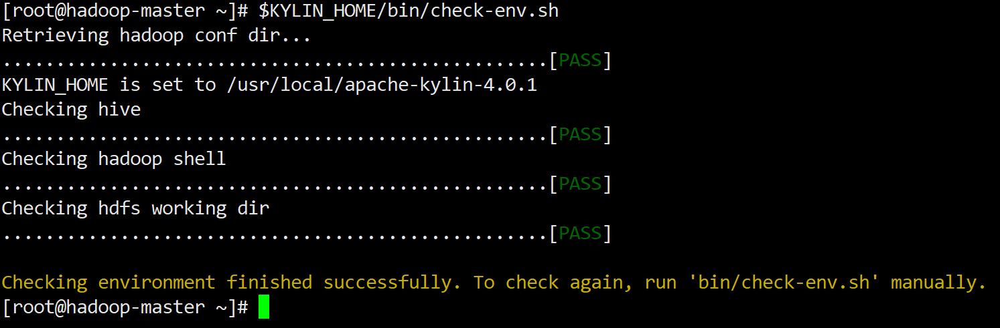 [root@hadoop-master ~]# $KYLIN_HOME/bin/check-env.sh
Retrieving hadoop conf dir...
...................................................[PASS]
KYLIN_HOME is set to /usr/local/apache-kylin-4.0.1
Checking hive
...................................................[PASS]
Checking hadoop shell
...................................................[PASS]
Checking hdfs working dir
...................................................[PASS]
Checking environment finished successfully. To check again, run 'bin/check-env.sh' manually.
[root@hadoop-master ~]#